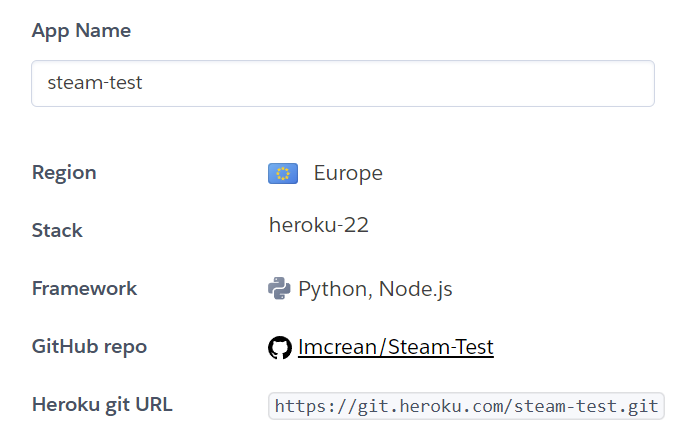 App Name
steam-test
Region Europe
Stack heroku-22
Framework Python, Node.js
GitHub repo lmcrean/Steam-Test
Heroku git URL https://git.heroku.com/steam-test.git